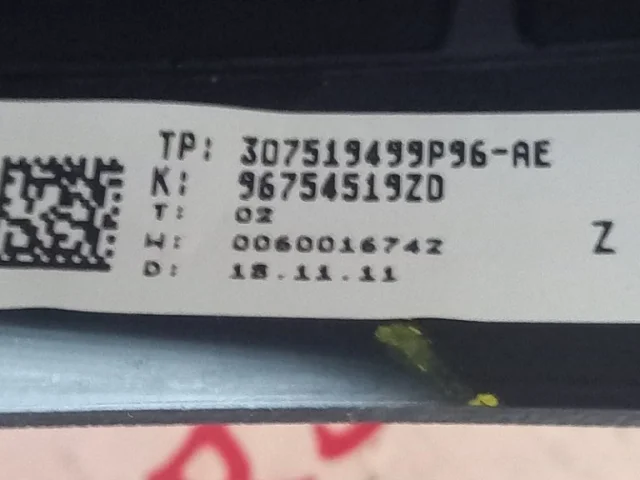 TP: 307519499P96-AE
K: 96754519ZD
T: 02
W: 0060016742
D: 18.11.11
Z